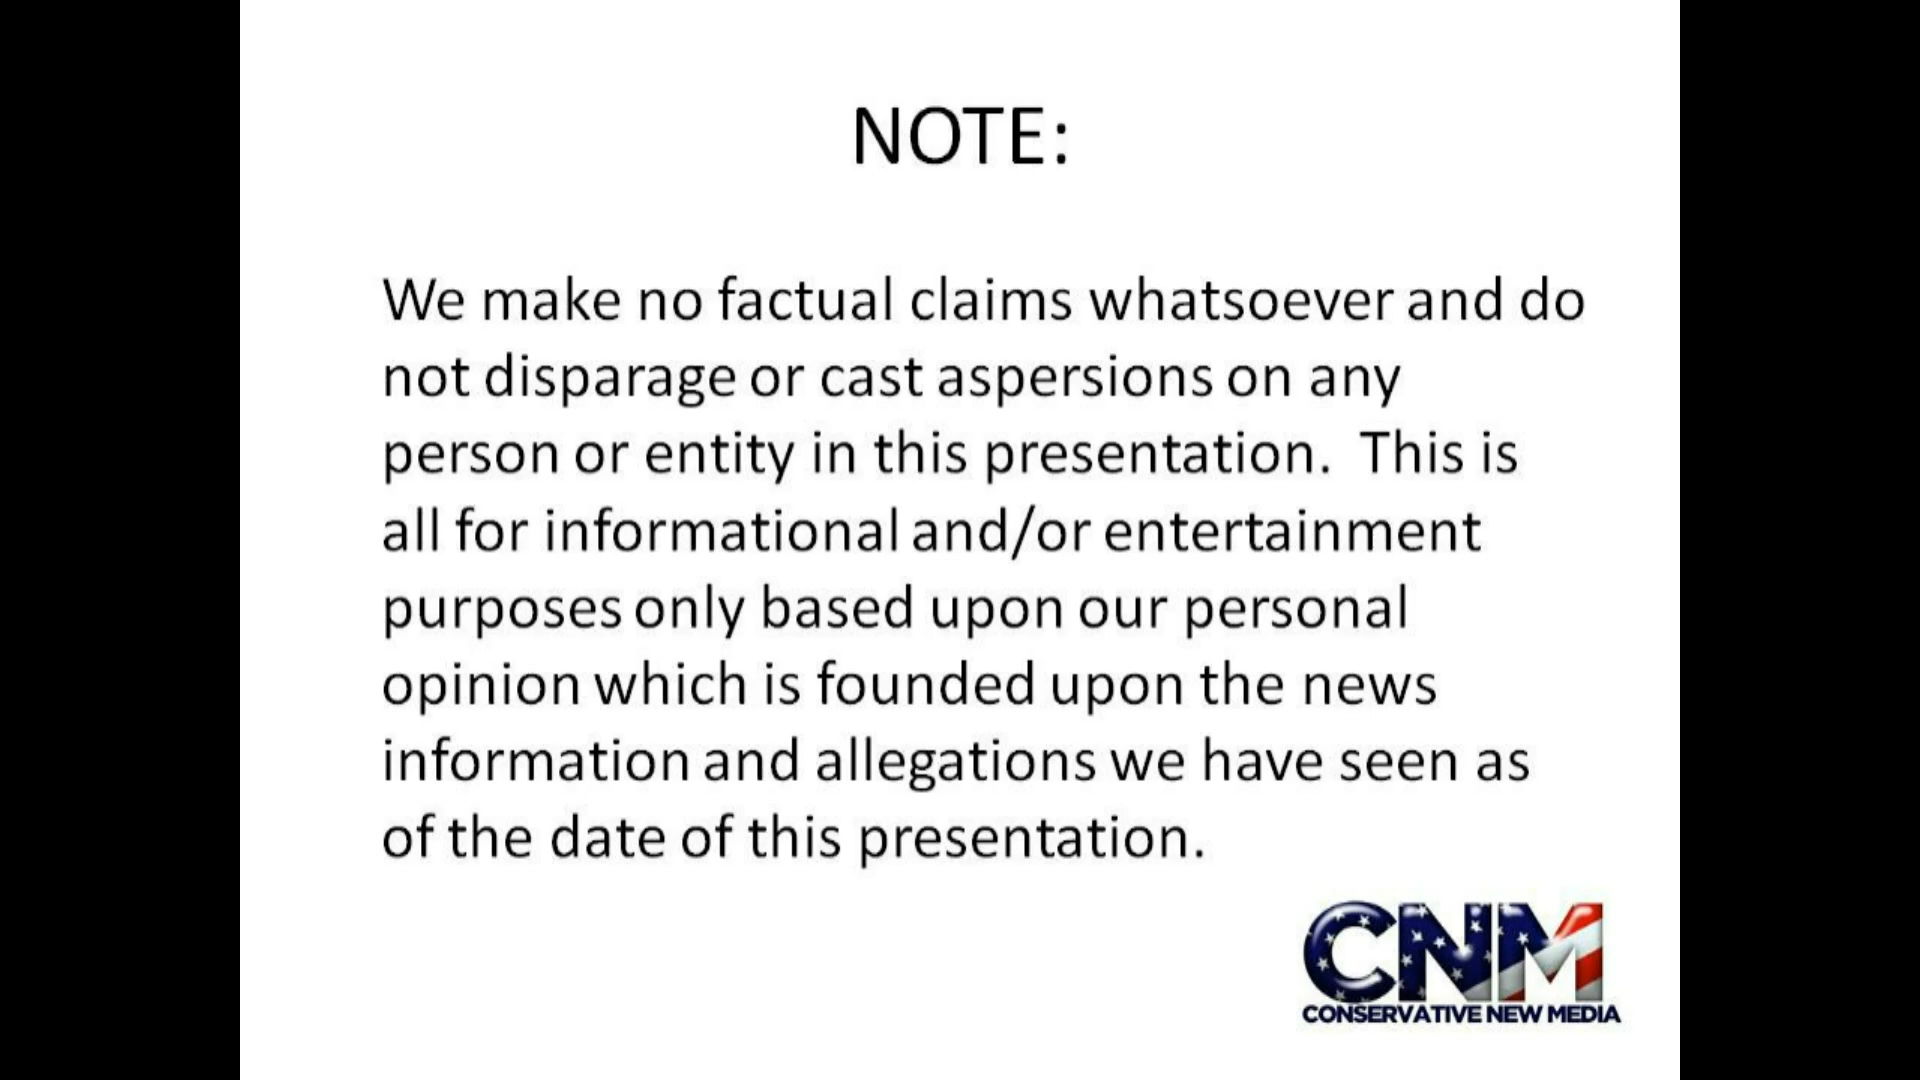 NOTE:
We make no factual claims whatsoever and do
not disparage or cast aspersions on any
person or entity in this presentation.  This is
all for informational and/or entertainment
purposes only based upon our personal
opinion which is founded upon the news
information and allegations we have seen as
of the date of this presentation.
CNM
CONSERVATIVE NEW MEDIA